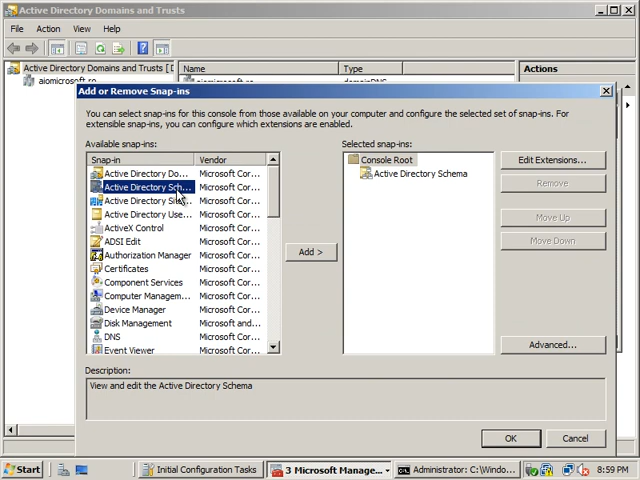 Active Directory Domains and Trusts
File Action View Help
Active Directory Domains and Trusts [
Name Type Actions
aiomicrosoft.ro domainDNS
Add or Remove Snap-ins
You can select snap-ins for this console from those available on your computer and configure the selected set of snap-ins. For
extensible snap-ins, you can configure which extensions are enabled.
Available snap-ins:
Snap-in Vendor
Active Directory Do... Microsoft Cor...
Active Directory Sch... Microsoft Cor...
Active Directory Microsoft Cor...
Active Directory Use... Microsoft Cor...
ActiveX Control Microsoft Cor...
ADSI Edit Microsoft Cor...
Authorization Manager Microsoft Cor...
Certificates Microsoft Cor...
Component Services Microsoft Cor...
Computer Managem... Microsoft Cor...
Device Manager Microsoft Cor...
Disk Management Microsoft and...
DNS Microsoft Cor...
Event Viewer Microsoft Cor...
Add >
Selected snap-ins:
Console Root
Active Directory Schema
Edit Extensions...
Remove
Move Up
Move Down
Advanced...
Description:
View and edit the Active Directory Schema
OK Cancel
Start Initial Configuration Tasks 3 Microsoft Manage... Administrator: C:\Windo... 8:59 PM